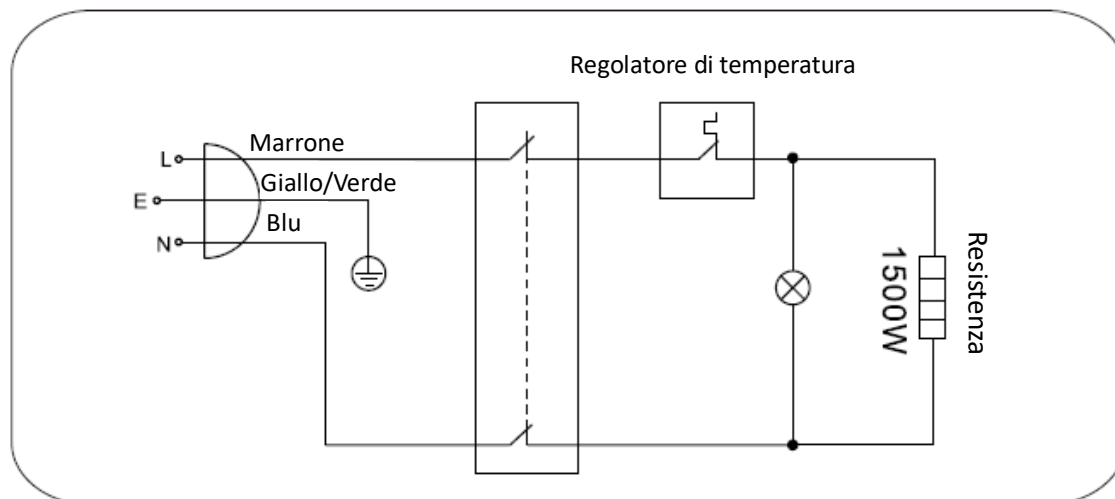 Regolatore di temperatura
L
Marrone
E
Giallo/Verde
N
Blu
1500W
Resistenza